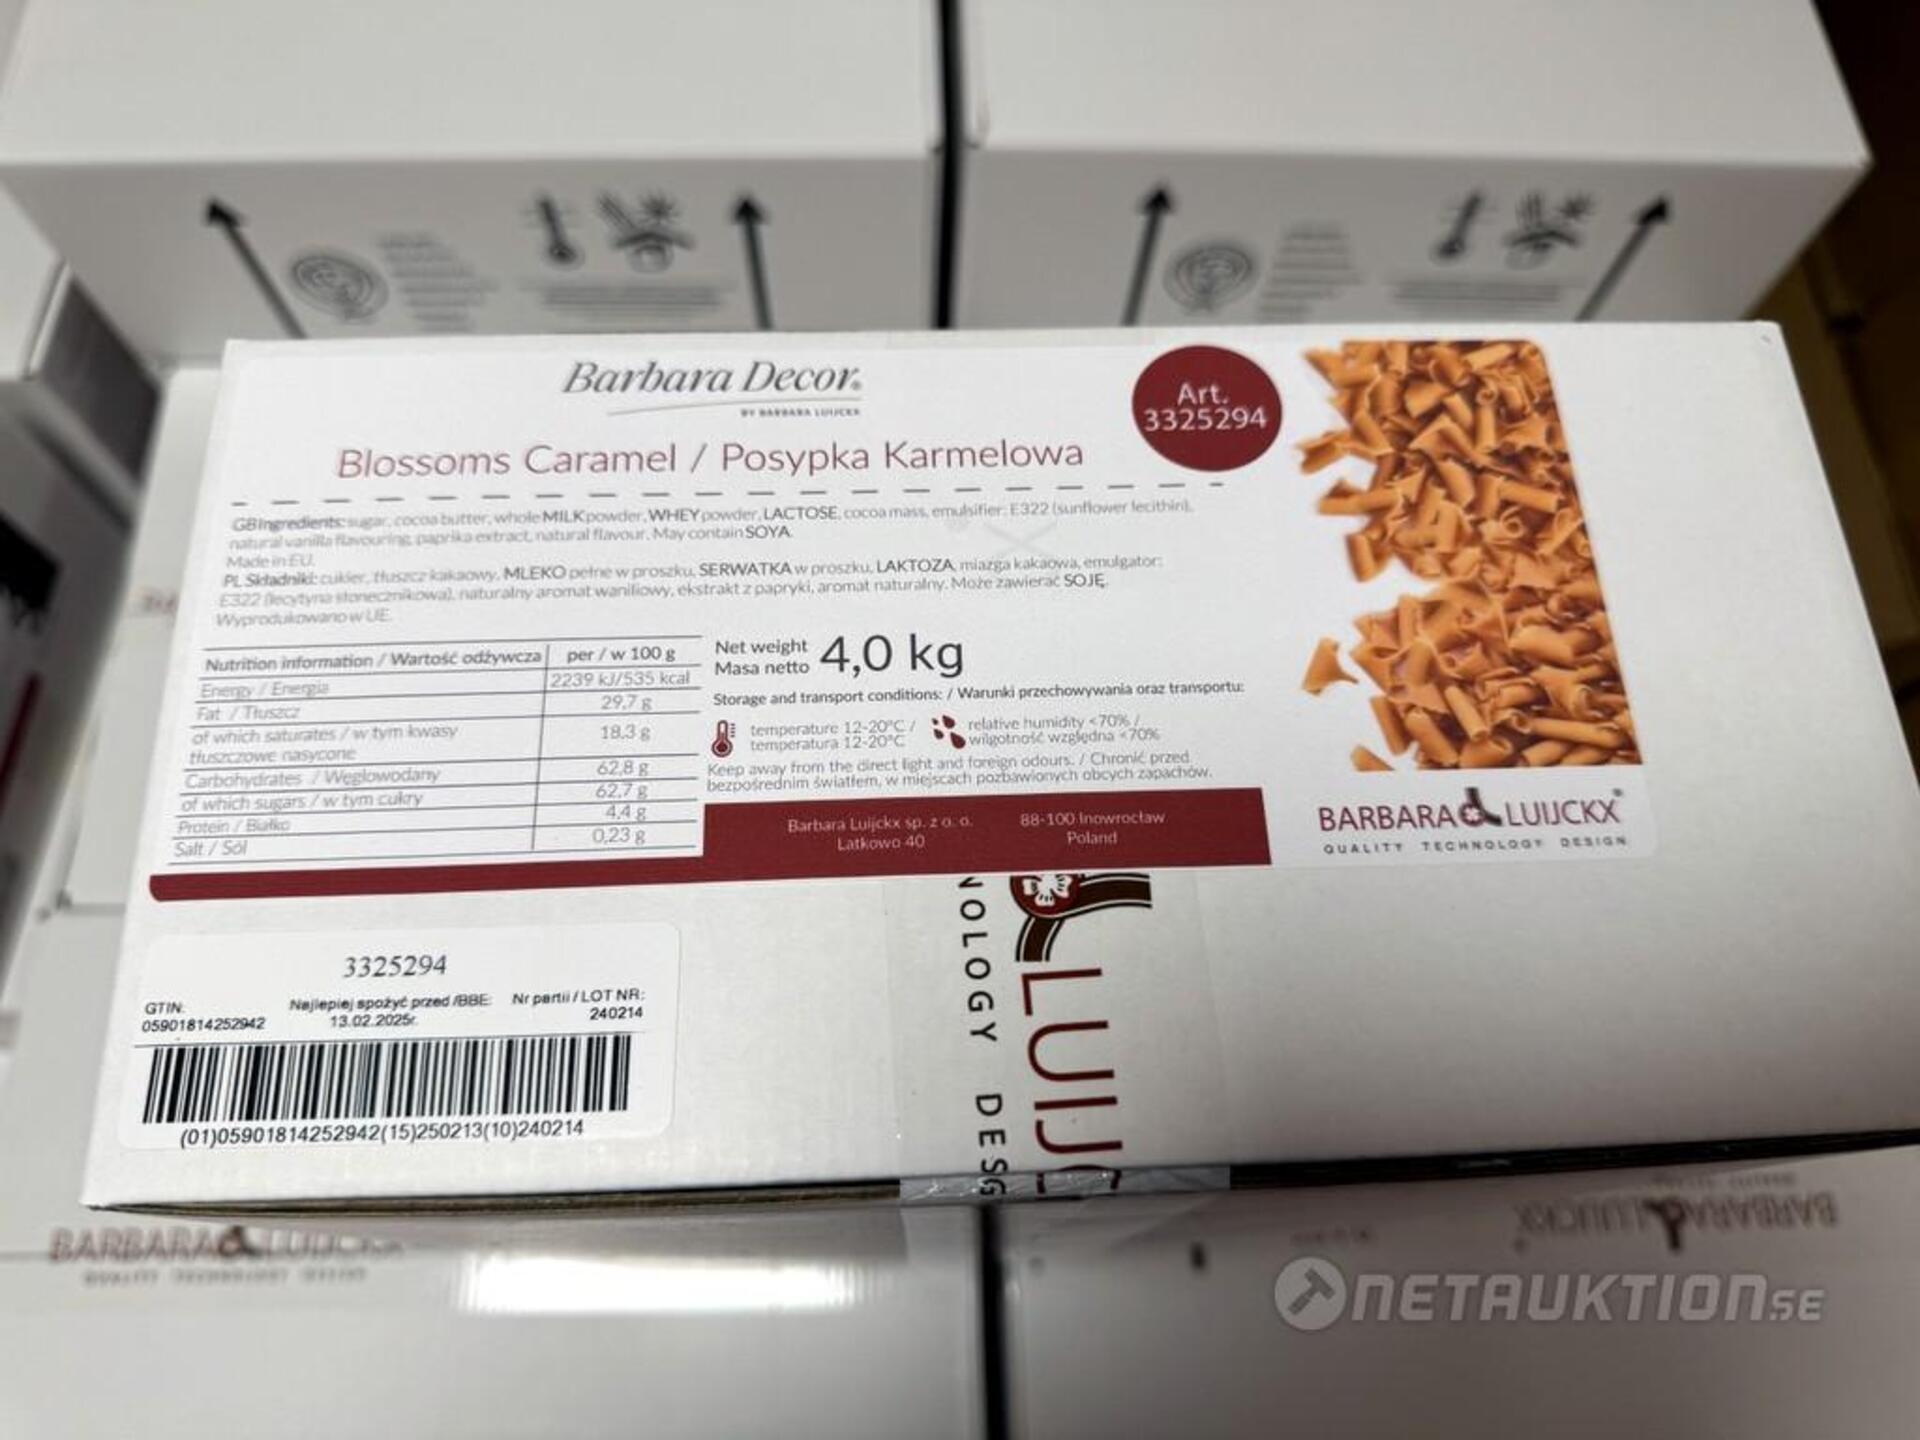 Barbara Decor®
BY BARBARA LUIJCKX
Art.
3325294
Blossoms Caramel / Posypka Karmelowa
GB Ingredients: sugar, cocoa butter, whole MILK powder, WHEY powder, LACTOSE, cocoa mass, emulsifier: E322 (sunflower lecithin),
natural vanilla flavouring, paprika extract, natural flavour. May contain SOYA.
Made in EU.
PL Składniki: cukier, tłuszcz kakaowy, MLEKO pełne w proszku, SERWATKA w proszku, LAKTOZA, miazga kakaowa, emulgator:
E322 (lecytyna słonecznikowa), naturalny aromat waniliowy, ekstrakt z papryki, aromat naturalny. Może zawierać SOJĘ.
Wyprodukowano w UE.
Nutrition information / Wartość odżywcza per / w 100 g
Energy / Energia 2239 kJ/535 kcal
Fat / Tłuszcz 29,7 g
of which saturates / w tym kwasy 18,3 g
tłuszczowe nasycone
Carbohydrates / Węglowodany 62,8 g
of which sugars / w tym cukry 62,7 g
Protein / Białko 4,4 g
Salt / Sól 0,23 g
Net weight
Masa netto 4,0 kg
Storage and transport conditions: / Warunki przechowywania oraz transportu:
temperature 12-20°C /
temperatura 12-20°C
relative humidity <70% /
wilgotność względna <70%
Keep away from the direct light and foreign odours. / Chronić przed
bezpośrednim światłem, w miejscach pozbawionych obcych zapachów.
Barbara Luijckx sp. z o. o.
Latkowo 40
88-100 Inowrocław
Poland
BARBARA LUIJCKX®
QUALITY TECHNOLOGY DESIGN
3325294
GTIN:
05901814252942
Najlepiej spożyć przed /BBE:
13.02.2025r.
Nr partii / LOT NR:
240214
(01)05901814252942(15)250213(10)240214
NOLOGY DESG
LUIJC
BARBARA LUIJCKX
QUALITY TECHNOLOGY DESIGN
BARBARA LUIJCKX
NETAUKTION.SE